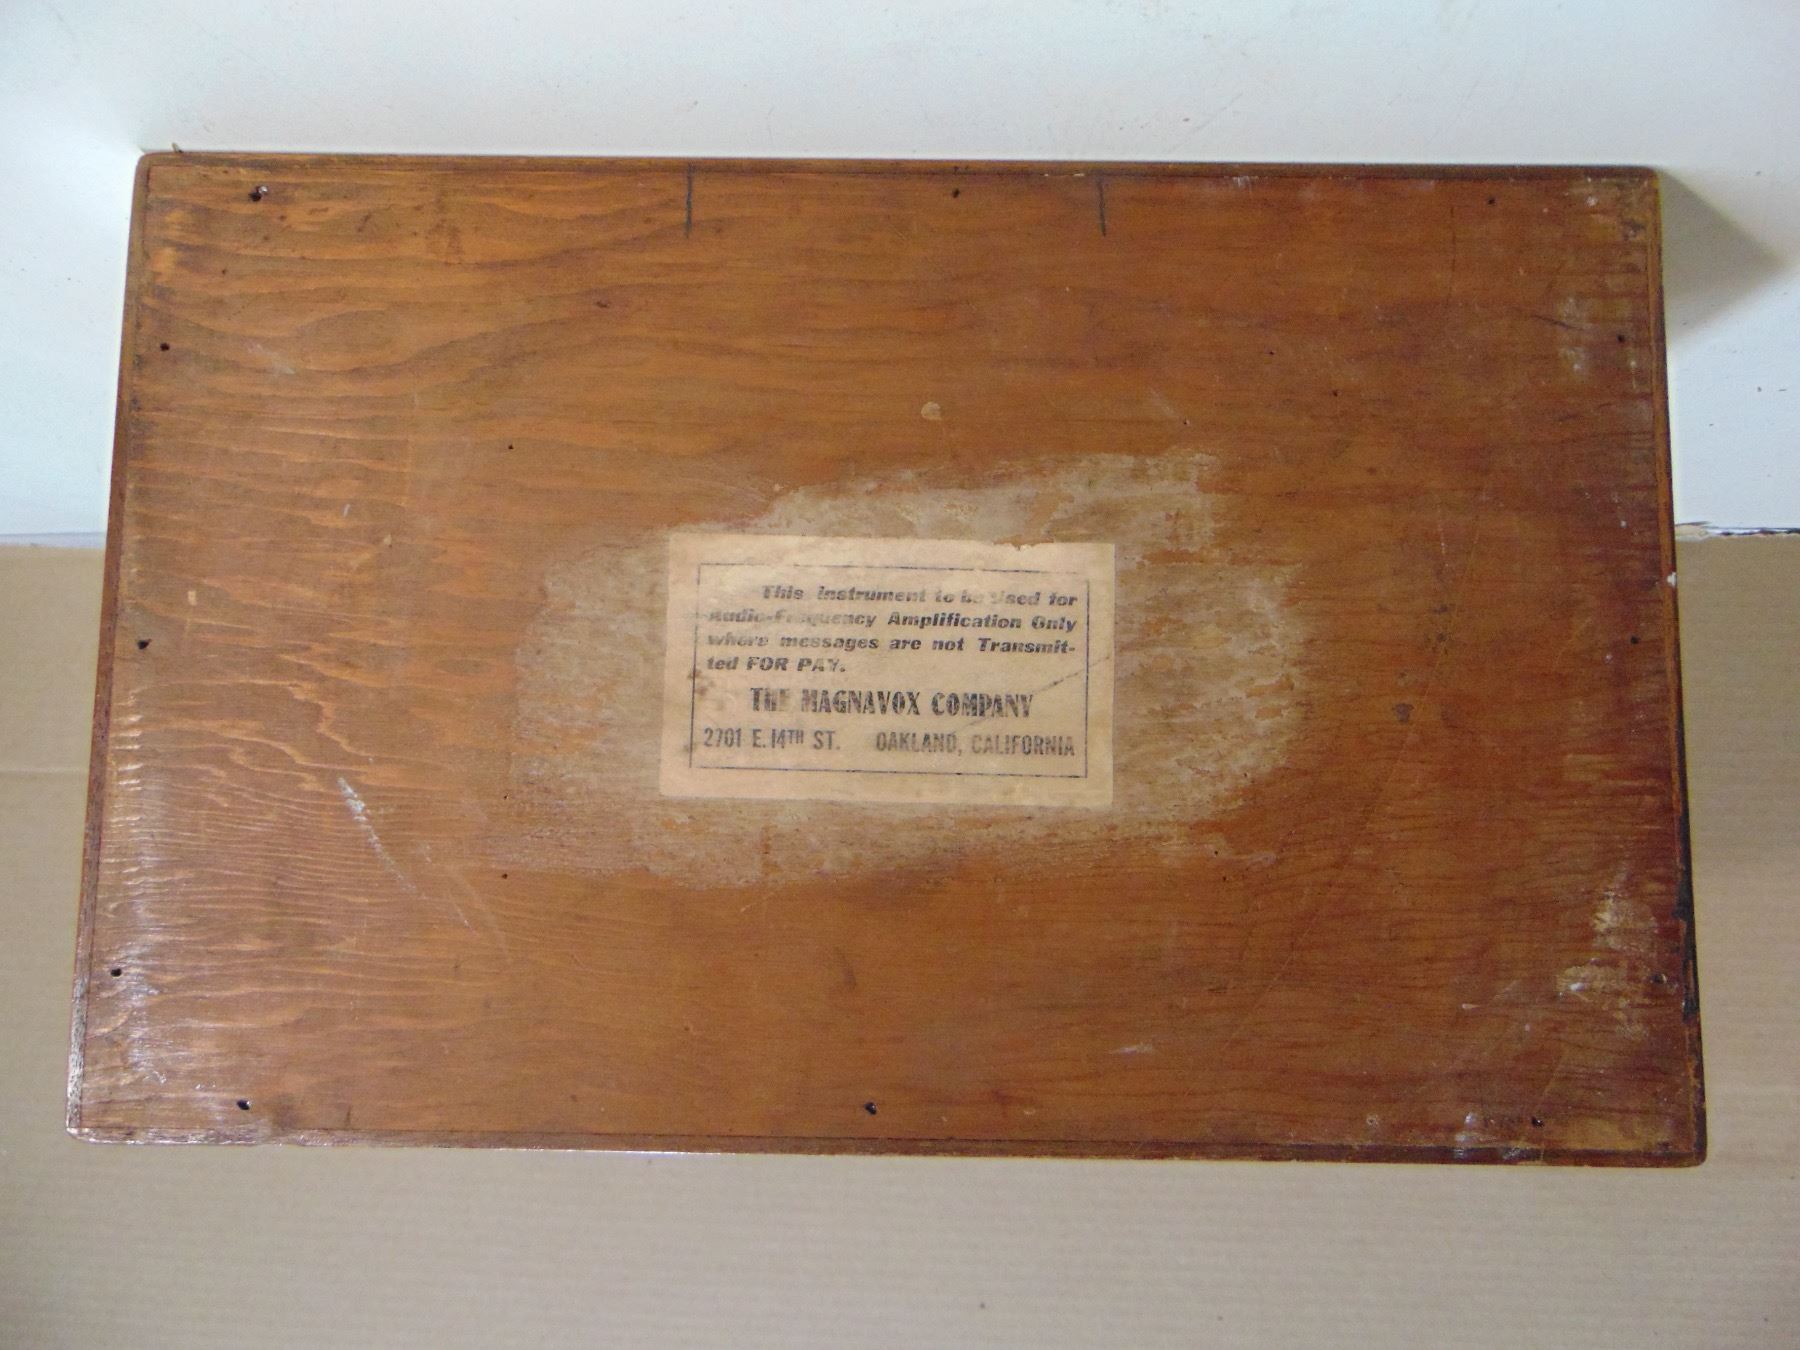 This instrument to be Used for
Audio-Frequency Amplification Only
where messages are not Transmit-
ted FOR PAY.
THE MAGNAVOX COMPANY
2701 E. 14TH ST. OAKLAND, CALIFORNIA